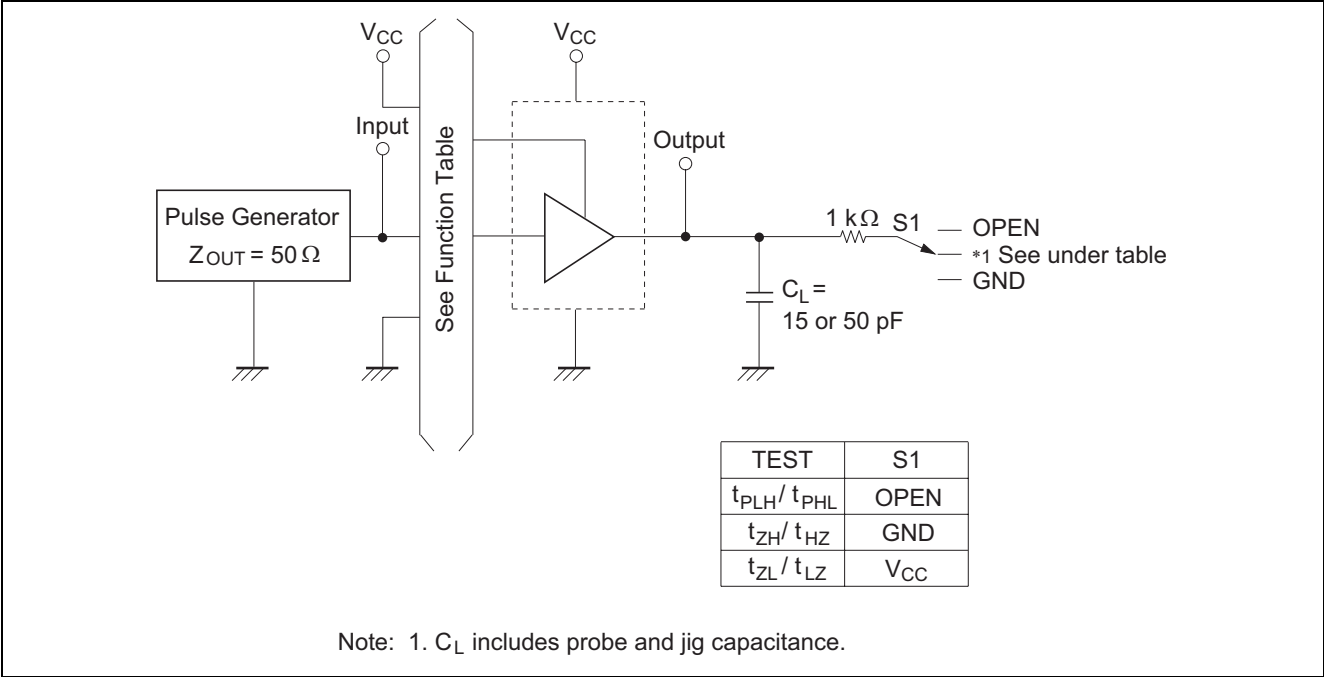 VCC
VCC
Input
Output
See Function Table
Pulse Generator
ZOUT = 50 Ω
1 kΩ
S1
OPEN
*1 See under table
GND
CL =
15 or 50 pF
TEST S1
tPLH / tPHL OPEN
tZH / tHZ GND
tZL / tLZ VCC
Note: 1. CL includes probe and jig capacitance.